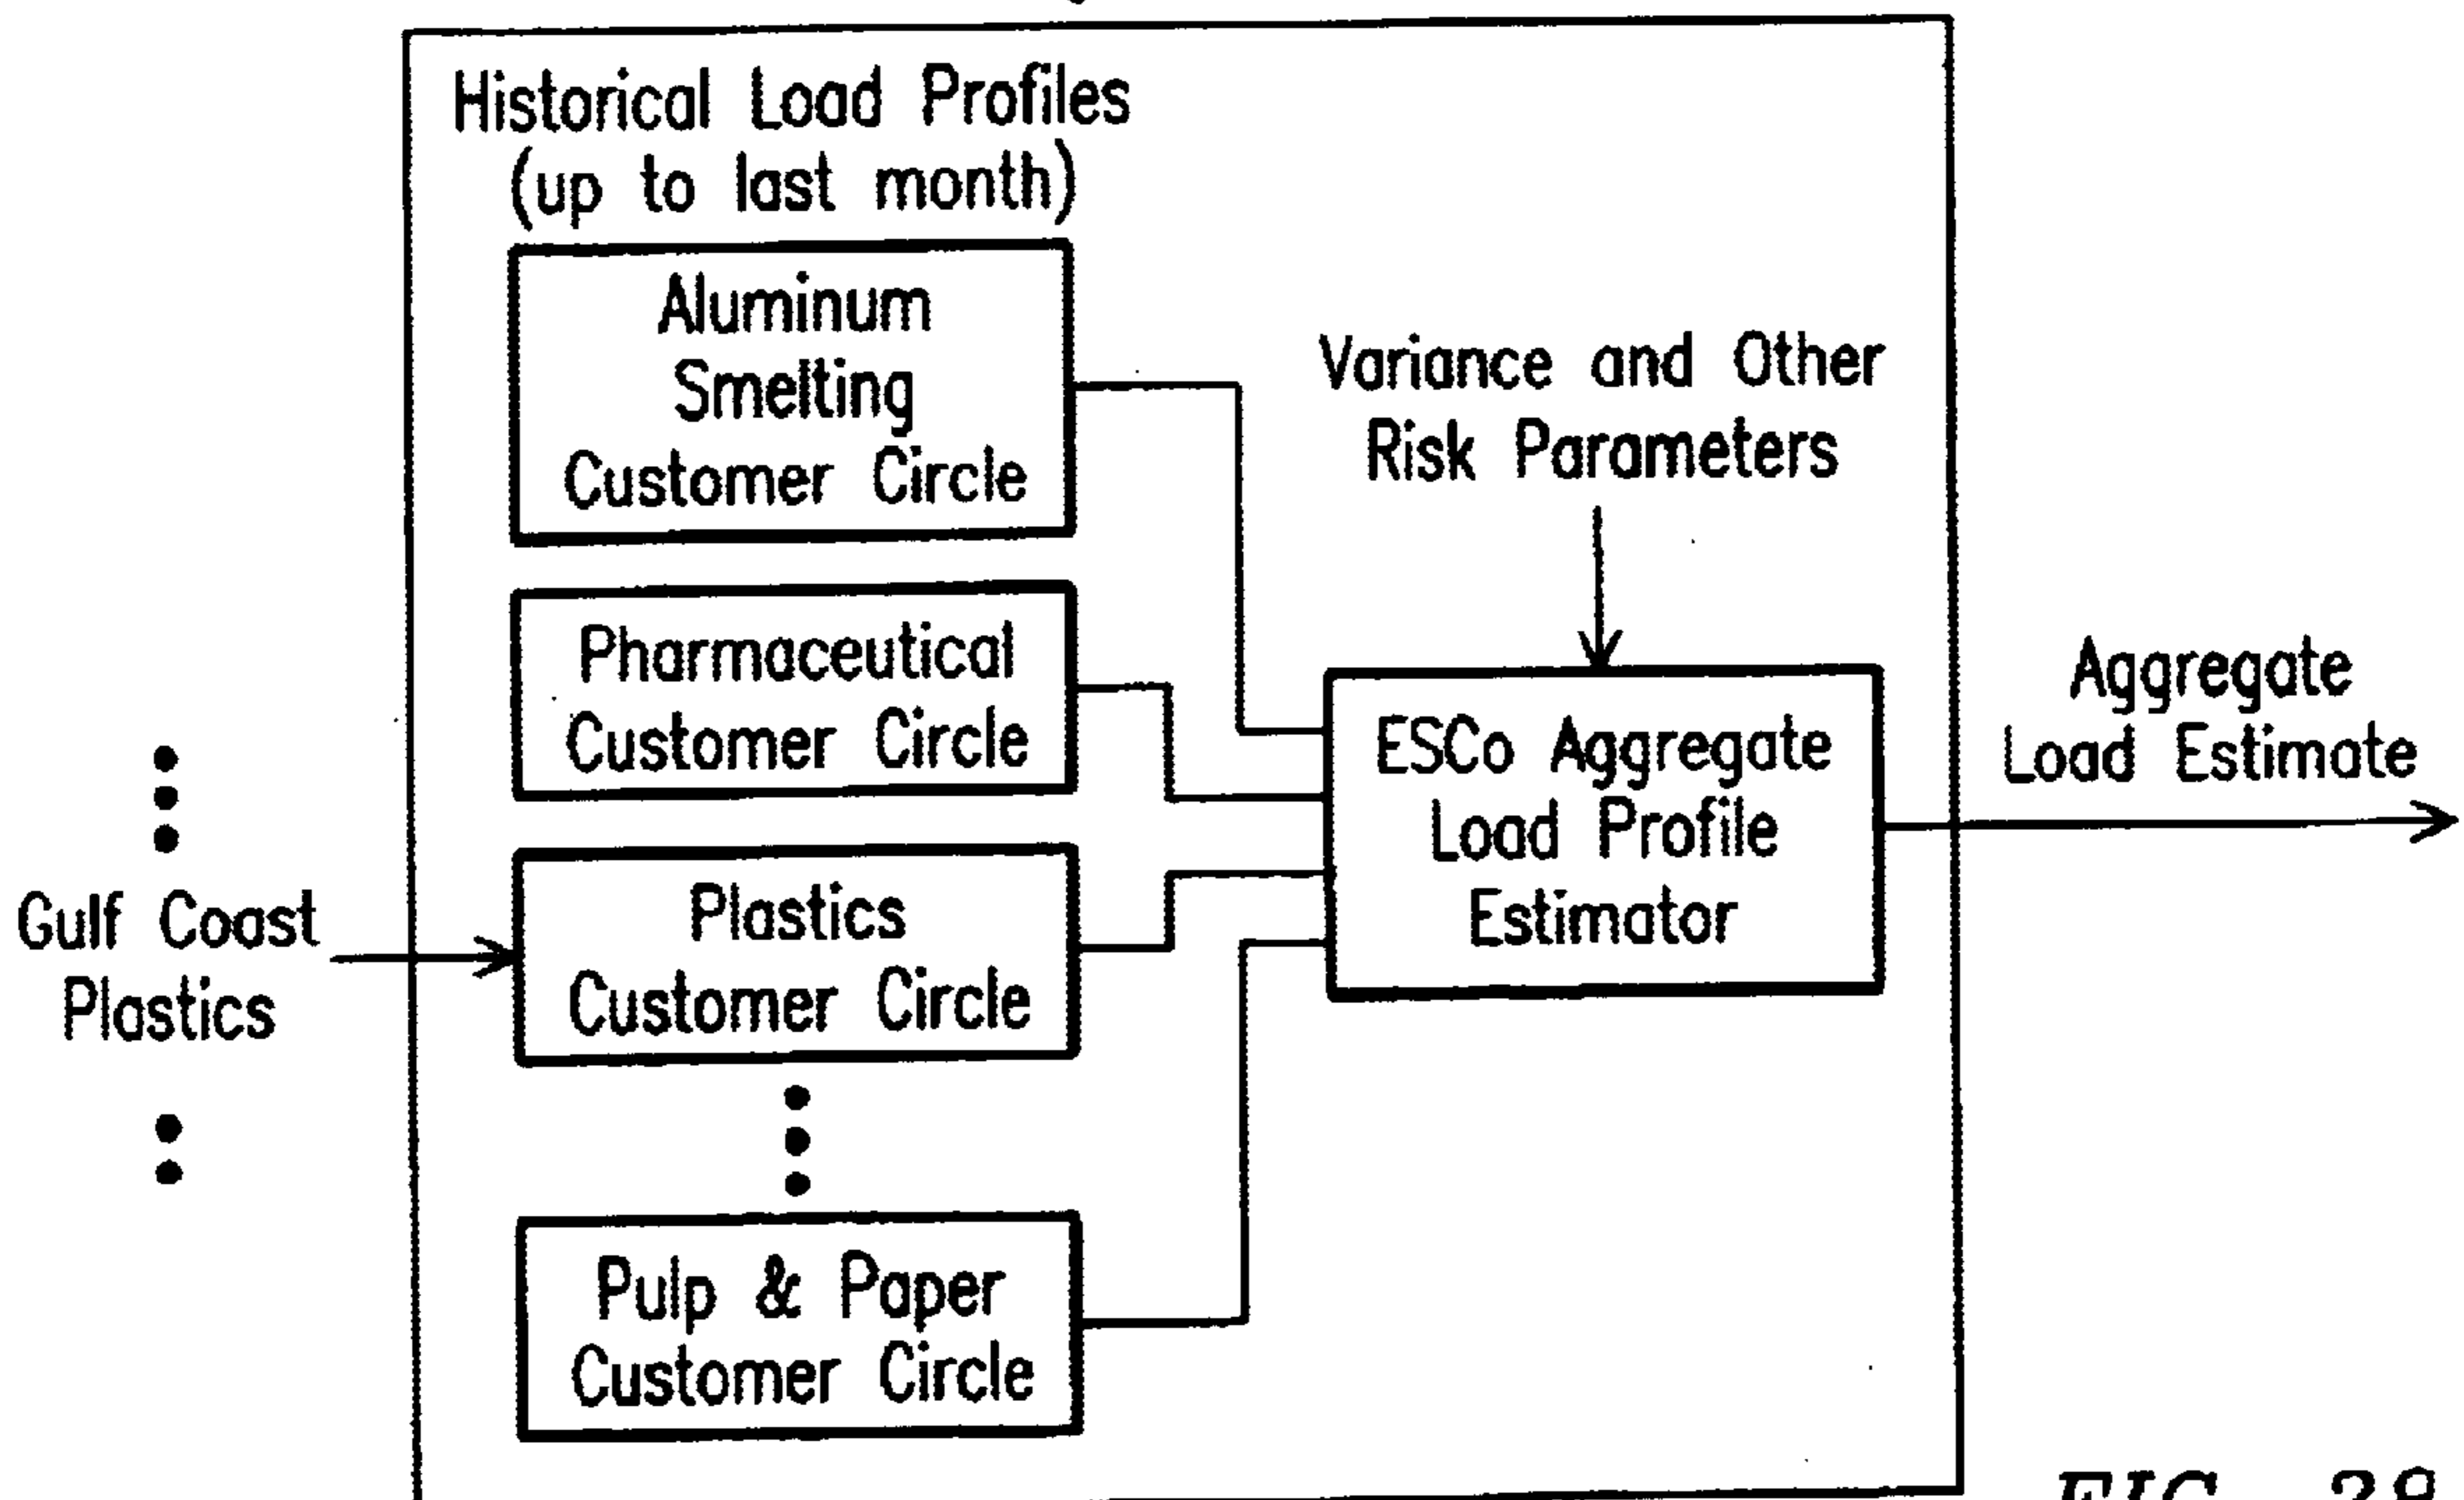 Historical Load Profiles
(up to last month)
Aluminum
Smelting
Customer Circle
Pharmaceutical
Customer Circle
Gulf Coast
Plastics
Plastics
Customer Circle
Pulp & Paper
Customer Circle
Variance and Other
Risk Parameters
ESCo Aggregate
Load Profile
Estimator
Aggregate
Load Estimate